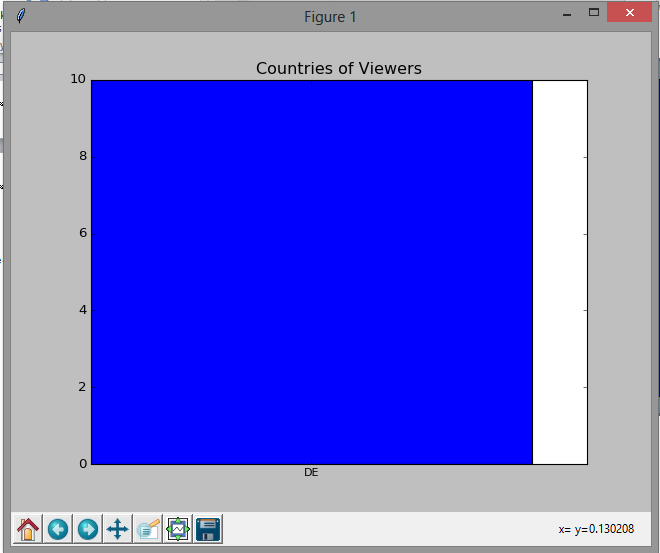 Figure 1
Countries of Viewers
10
8
6
4
2
0
DE
x= y=0.130208